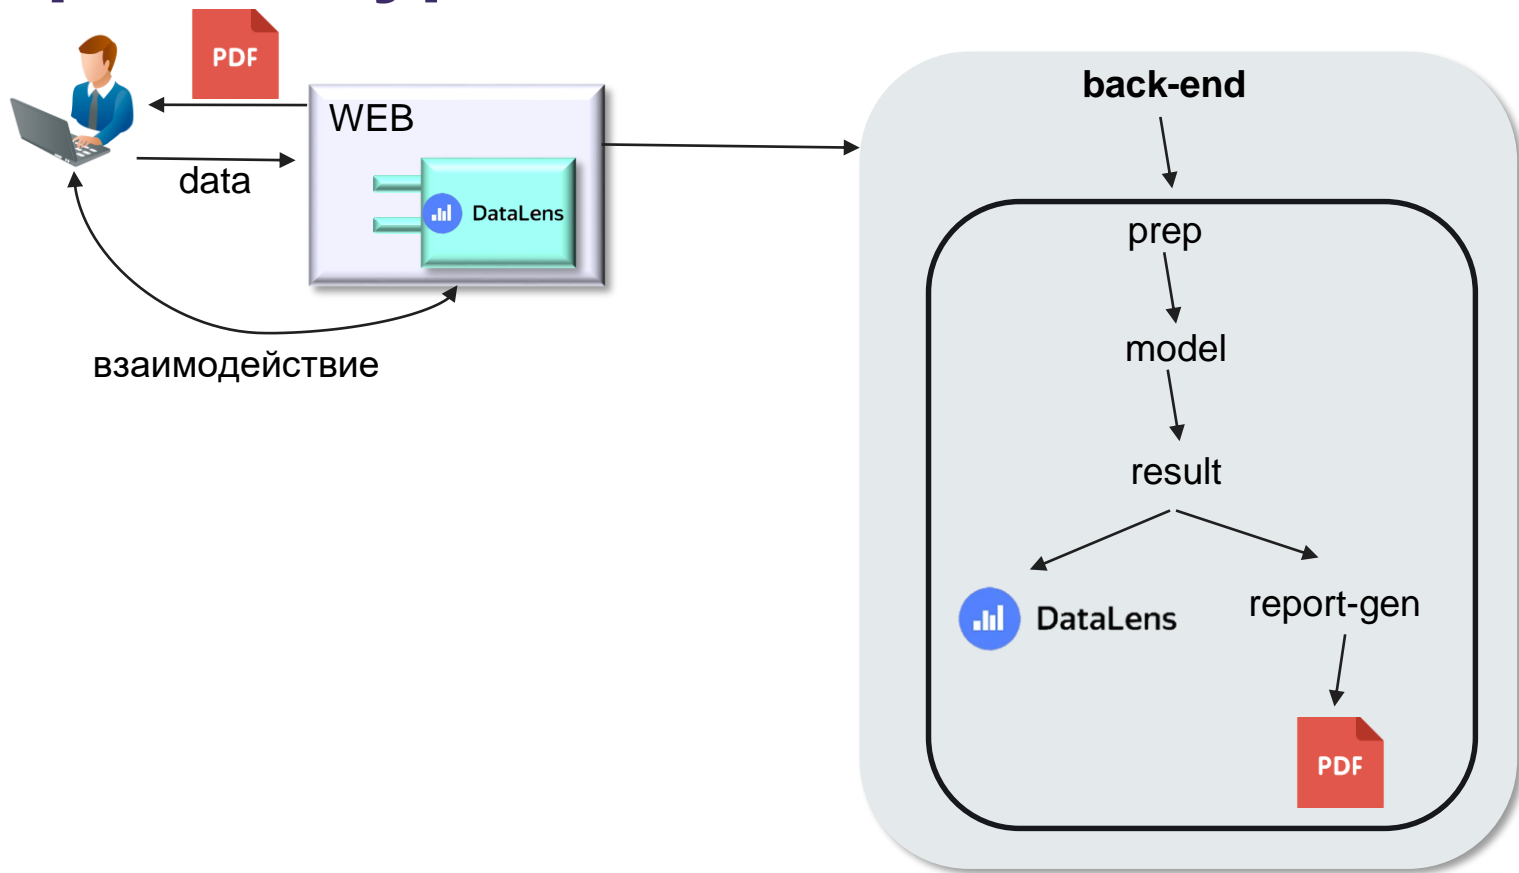 PDF
WEB
data
DataLens
взаимодействие
back-end
prep
model
result
DataLens
report-gen
PDF